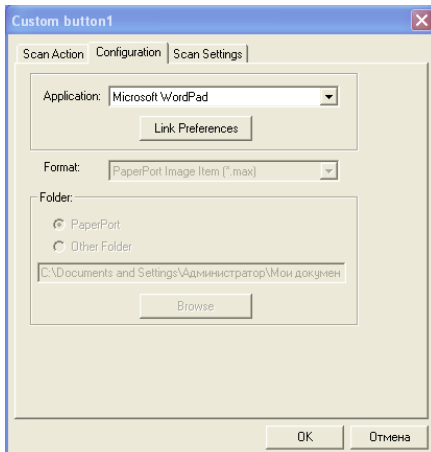 Custom button1
Scan Action Configuration Scan Settings
Application: Microsoft WordPad
Link Preferences
Format: PaperPort Image Item (*.max)
Folder:
PaperPort
Other Folder
C:\Documents and Settings\Администратор\Мои докумен
Browse
OK Отмена